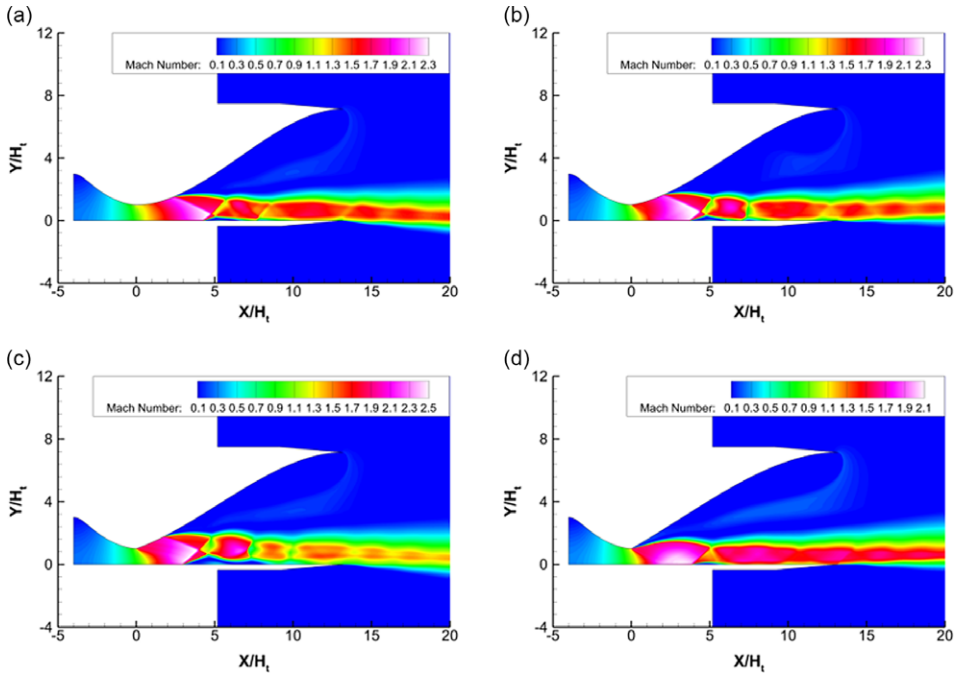 (a)
12
8
4
0
-4
Y/Ht
Mach Number: 0.1 0.3 0.5 0.7 0.9 1.1 1.3 1.5 1.7 1.9 2.1 2.3
-5 0 5 10 15 20
X/Ht
(b)
12
8
4
0
-4
Y/Ht
Mach Number: 0.1 0.3 0.5 0.7 0.9 1.1 1.3 1.5 1.7 1.9 2.1 2.3
-5 0 5 10 15 20
X/Ht
(c)
12
8
4
0
-4
Y/Ht
Mach Number: 0.1 0.3 0.5 0.7 0.9 1.1 1.3 1.5 1.7 1.9 2.1 2.3 2.5
-5 0 5 10 15 20
X/Ht
(d)
12
8
4
0
-4
Y/Ht
Mach Number: 0.1 0.3 0.5 0.7 0.9 1.1 1.3 1.5 1.7 1.9 2.1
-5 0 5 10 15 20
X/Ht